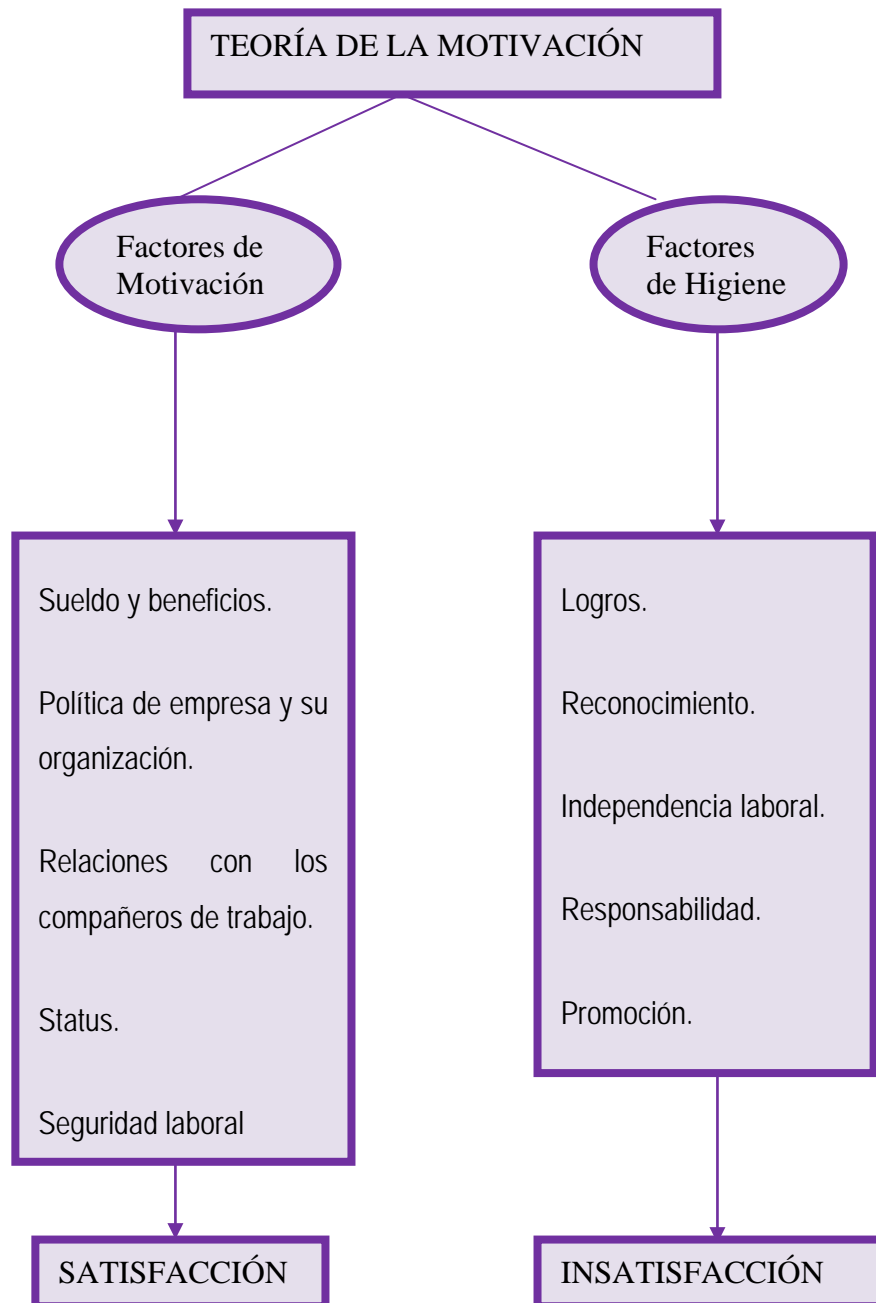 TEORÍA DE LA MOTIVACIÓN
Factores de
Motivación
Factores
de Higiene
Sueldo y beneficios.
Política de empresa y su
organización.
Relaciones con los
compañeros de trabajo.
Status.
Seguridad laboral
Logros.
Reconocimiento.
Independencia laboral.
Responsabilidad.
Promoción.
SATISFACCIÓN
INSATISFACCIÓN